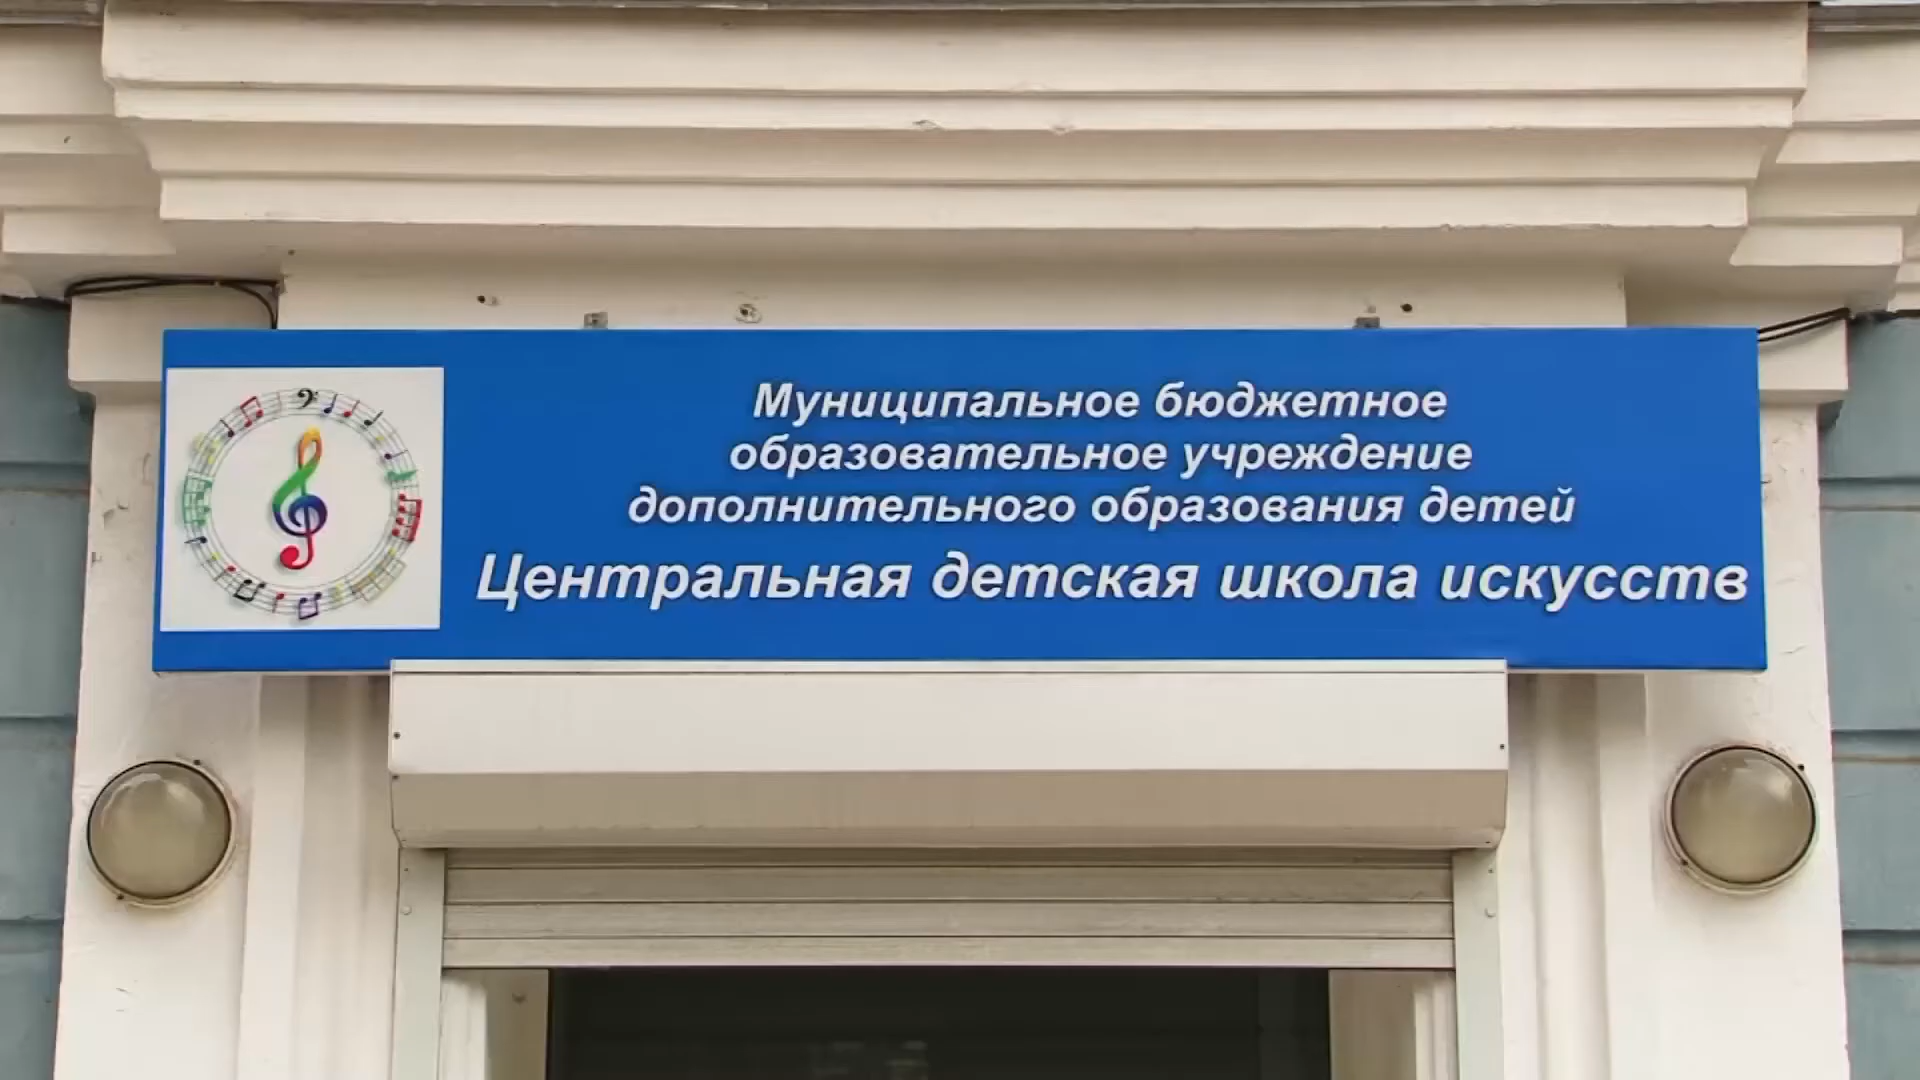 Муниципальное бюджетное
образовательное учреждение
дополнительного образования детей
Центральная детская школа искусств